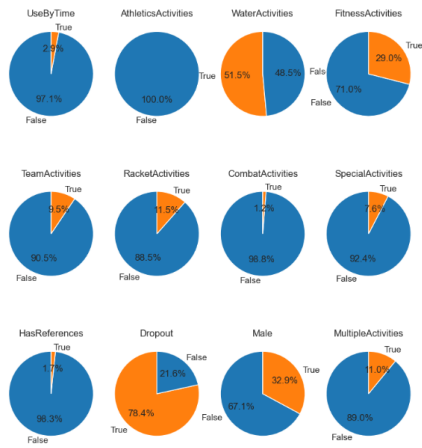 UseByTime
True
2.9%
97.1%
False
AthleticsActivities
100.0%
WaterActivities
True
51.5%
48.5%
Fals
FitnessActivities
True
29.0%
71.0%
False
TeamActivities
True
9.5%
90.5%
False
RacketActivities
True
11.5%
88.5%
False
CombatActivities
True
1.2%
98.8%
False
SpecialActivities
True
7.6%
92.4%
False
HasReferences
True
1.7%
98.3%
False
Dropout
False
21.6%
78.4%
True
Male
32.9%
True
67.1%
False
MultipleActivities
True
11.0%
89.0%
False